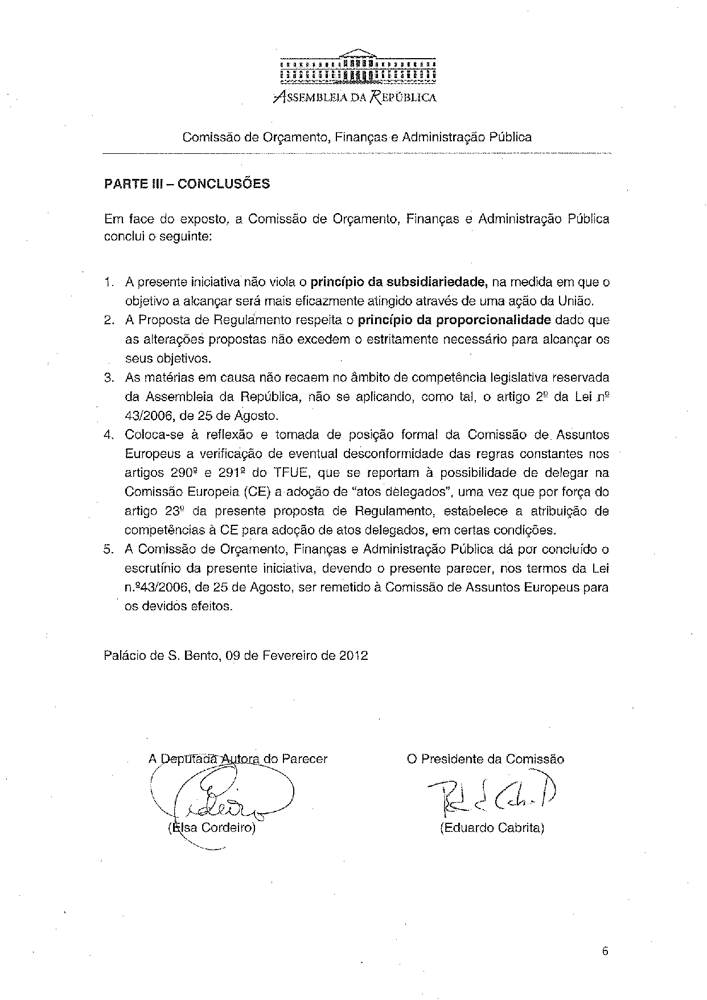 ASSEMBLEIA DA REPÚBLICA
Comissão de Orçamento, Finanças e Administração Pública
PARTE III – CONCLUSÕES
Em face do exposto, a Comissão de Orçamento, Finanças e Administração Pública
conclui o seguinte:
1. A presente iniciativa não viola o princípio da subsidiariedade, na medida em que o
objetivo a alcançar será mais eficazmente atingido através de uma ação da União.
2. A Proposta de Regulamento respeita o princípio da proporcionalidade dado que
as alterações propostas não excedem o estritamente necessário para alcançar os
seus objetivos.
3. As matérias em causa não recaem no âmbito de competência legislativa reservada
da Assembleia da República, não se aplicando, como tal, o artigo 2º da Lei nº
43/2006, de 25 de Agosto.
4. Coloca-se à reflexão e tomada de posição formal da Comissão de Assuntos
Europeus a verificação de eventual desconformidade das regras constantes nos
artigos 290º e 291º do TFUE, que se reportam à possibilidade de delegar na
Comissão Europeia (CE) a adoção de “atos delegados”, uma vez que por força do
artigo 23º da presente proposta de Regulamento, estabelece a atribuição de
competências à CE para adoção de atos delegados, em certas condições.
5. A Comissão de Orçamento, Finanças e Administração Pública dá por concluído o
escrutínio da presente iniciativa, devendo o presente parecer, nos termos da Lei
n.º43/2006, de 25 de Agosto, ser remetido à Comissão de Assuntos Europeus para
os devidos efeitos.
Palácio de S. Bento, 09 de Fevereiro de 2012
A Deputada Autora do Parecer
O Presidente da Comissão
(Elsa Cordeiro)
(Eduardo Cabrita)
6